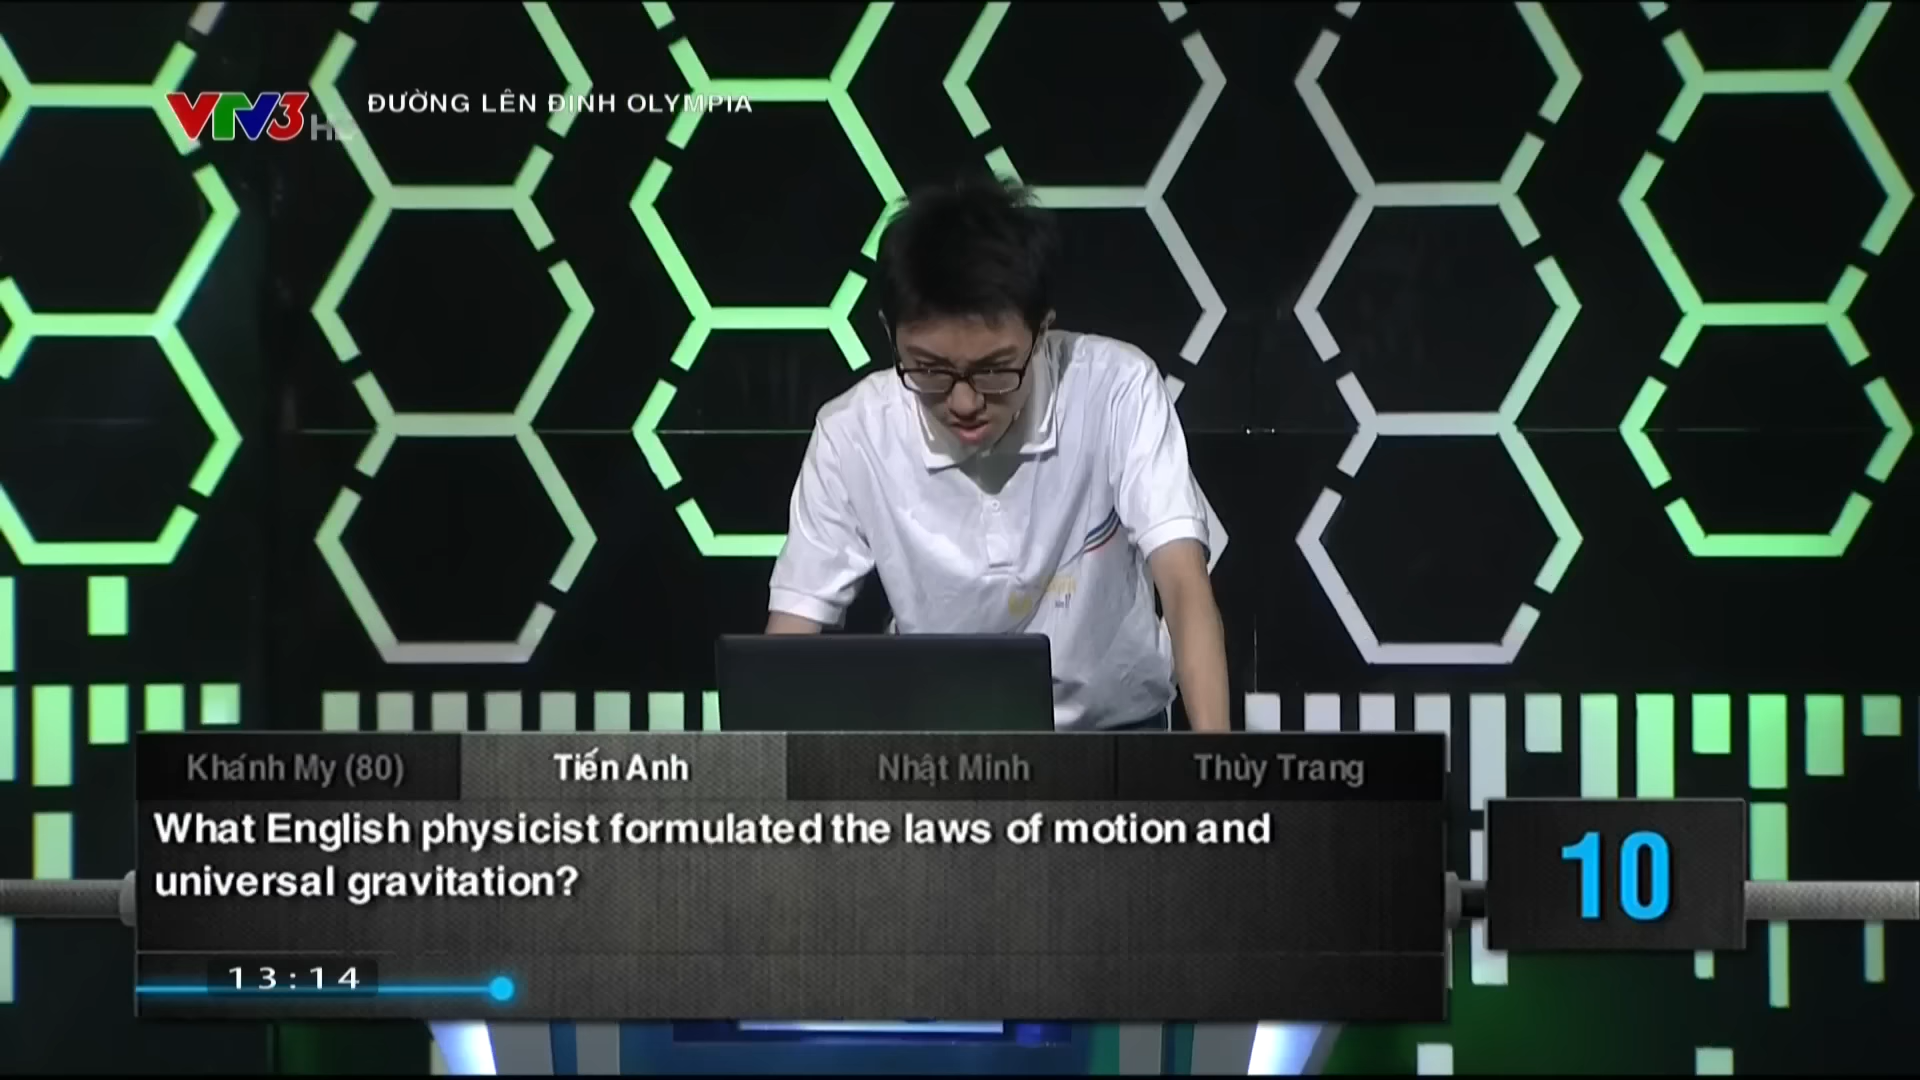 VTV3 HD
ĐƯỜNG LÊN ĐỈNH OLYMPIA
Khánh My (80)
Tiến Anh
Nhật Minh
Thùy Trang
What English physicist formulated the laws of motion and
universal gravitation?
10
13:14